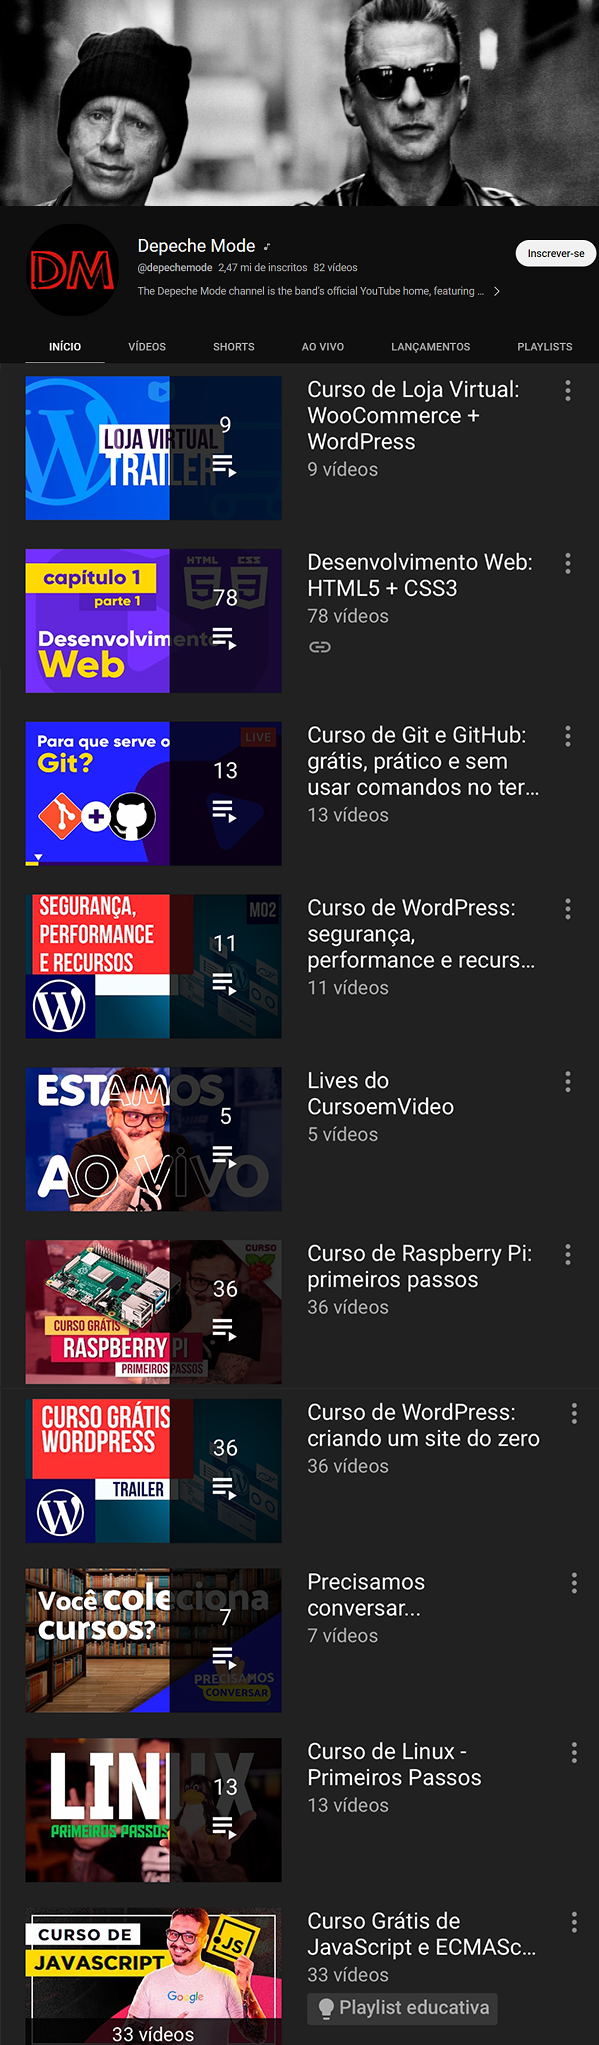 DM
Depeche Mode
Inscrever-se
@depechemode 2,47 mi de inscritos 82 vídeos
The Depeche Mode channel is the band's official YouTube home, featuring ...
INÍCIO VÍDEOS SHORTS AO VIVO LANÇAMENTOS PLAYLISTS
LOJA VIRTUAL
TRAILER
9
Curso de Loja Virtual:
WooCommerce +
WordPress
9 vídeos
capítulo 1
parte 1
Desenvolvimento
Web
HTML CSS
5 5
78
Desenvolvimento Web:
HTML5 + CSS3
78 vídeos
Para que serve o
Git?
LIVE
13
Curso de Git e GitHub:
grátis, prático e sem
usar comandos no ter...
13 vídeos
SEGURANÇA,
PERFORMANCE
E RECURSOS
M02
11
Curso de WordPress:
segurança,
performance e recurs...
11 vídeos
ESTAMOS
AO VIVO
5
Lives do
CursoemVideo
5 vídeos
CURSO
CURSO GRÁTIS
RASPBERRY PI
PRIMEIROS PASSOS
36
Curso de Raspberry Pi:
primeiros passos
36 vídeos
CURSO GRÁTIS
WORDPRESS
TRAILER
36
Curso de WordPress:
criando um site do zero
36 vídeos
Você coleciona
cursos?
PRECISAMOS
CONVERSAR
7
Precisamos
conversar...
7 vídeos
LINUX
PRIMEIROS PASSOS
13
Curso de Linux -
Primeiros Passos
13 vídeos
CURSO DE
JAVASCRIPT
JS
Google
33 vídeos
Curso Grátis de
JavaScript e ECMASc...
33 vídeos
Playlist educativa